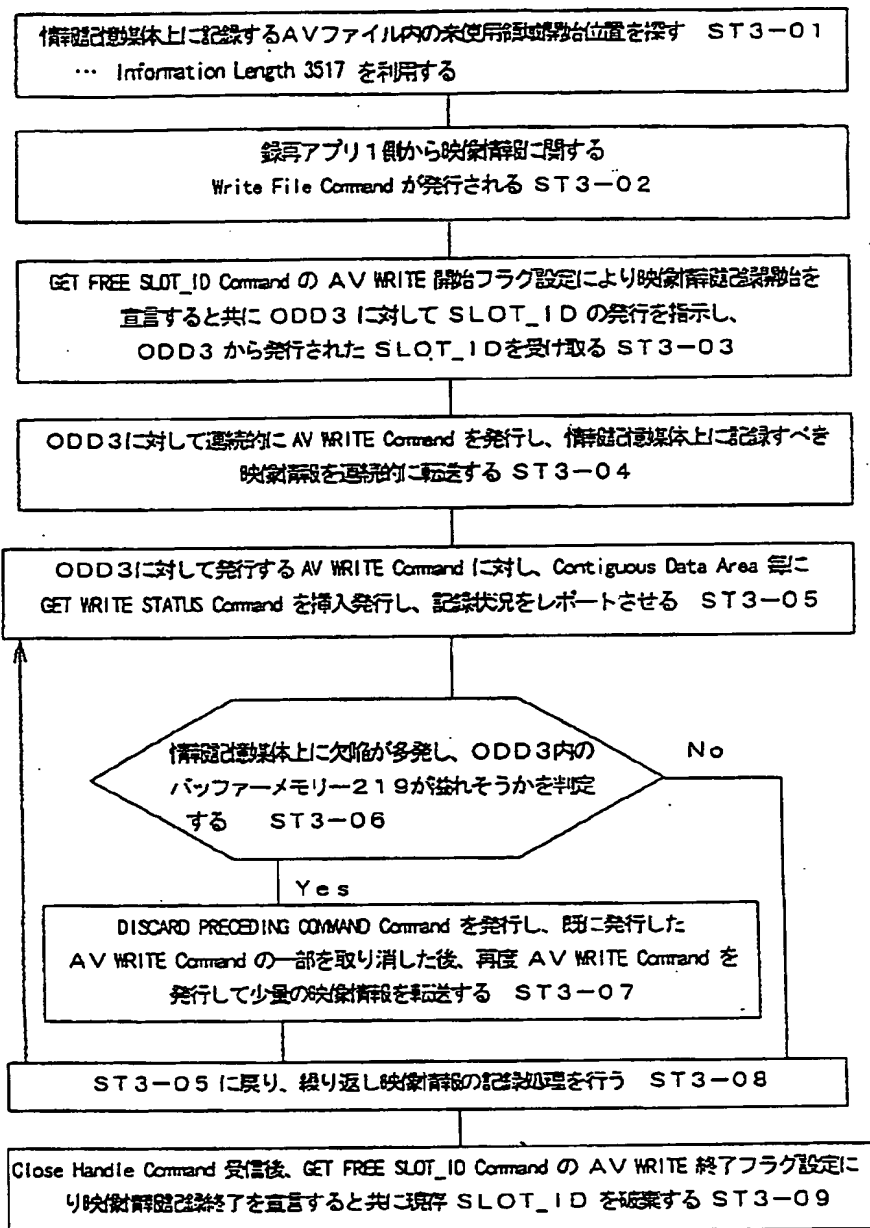 情報記憶媒体上に記録するAVファイル内の未使用領域開始位置を探す ST3-01
… Information Length 3517 を利用する
録再アプリ1側から映像情報に関する
Write File Command が発行される ST3-02
GET FREE SLOT_ID Command の AV WRITE 開始フラグ設定により映像情報記録開始を
宣言すると共に ODD3 に対して SLOT_ID の発行を指示し、
ODD3 から発行された SLOT_IDを受け取る ST3-03
ODD3に対して連続的に AV WRITE Command を発行し、情報記憶媒体上に記録すべき
映像情報を連続的に転送する ST3-04
ODD3に対して発行する AV WRITE Command に対し、Contiguous Data Area 毎に
GET WRITE STATUS Command を挿入発行し、記録状況をレポートさせる ST3-05
情報記憶媒体上に欠陥が多発し、ODD3内の
バッファーメモリー219が溢れそうかを判定
する ST3-06
No
Yes
DISCARD PRECEDING COMMAND Command を発行し、既に発行した
AV WRITE Command の一部を取り消した後、再度 AV WRITE Command を
発行して少量の映像情報を転送する ST3-07
ST3-05 に戻り、繰り返し映像情報の記録処理を行う ST3-08
Close Handle Command 受信後、GET FREE SLOT_ID Command の AV WRITE 終了フラグ設定に
り映像情報記録終了を宣言すると共に現存 SLOT_ID を破棄する ST3-09